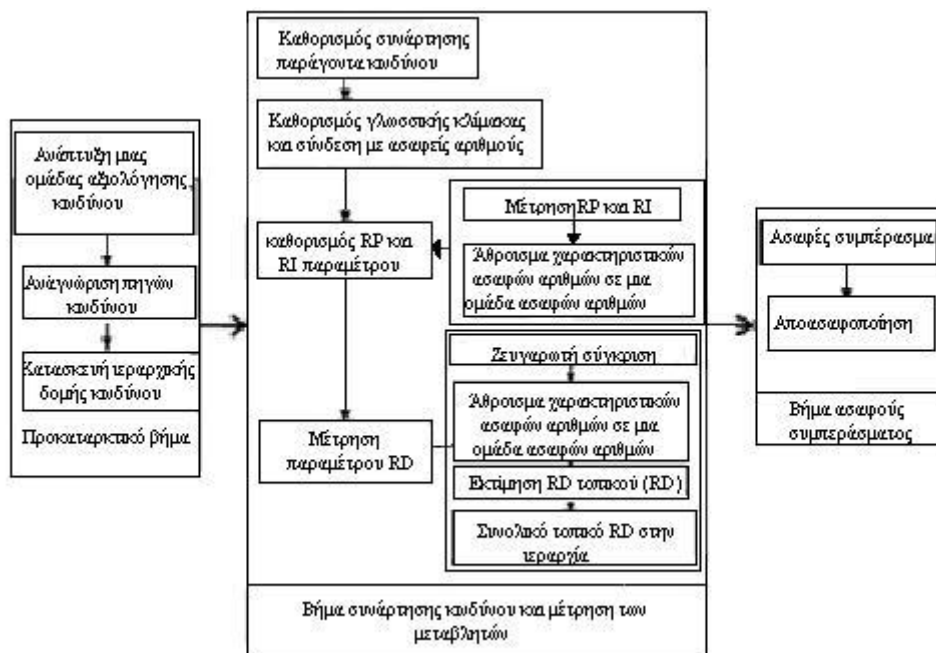 Ανάπτυξη μιας
ομάδας αξιολόγησης
κινδύνου
Αναγνώριση πηγών
κινδύνου
Κατασκευή ιεραρχικής
δομής κινδύνου
Προκαταρκτικό βήμα
Καθορισμός συνάρτησης
παράγοντα κινδύνου
Καθορισμός γλωσσικής κλίμακας
και σύνδεση με ασαφείς αριθμούς
καθορισμός RP και
RI παραμέτρου
Μέτρηση
παραμέτρου RD
Μέτρηση RP και RI
Άθροισμα χαρακτηριστικών
ασαφών αριθμών σε μια
ομάδα ασαφών αριθμών
Ζευγαρωτή σύγκριση
Άθροισμα χαρακτηριστικών
ασαφών αριθμών σε μια
ομάδα ασαφών αριθμών
Εκτίμηση RD τοπικού (RD)
Συνολικό τοπικό RD στην
ιεραρχία
Βήμα συνάρτησης κινδύνου και μέτρηση των
μεταβλητών
Ασαφές συμπέρασμα
Αποασαφοποίηση
Βήμα ασαφούς
συμπεράσματος